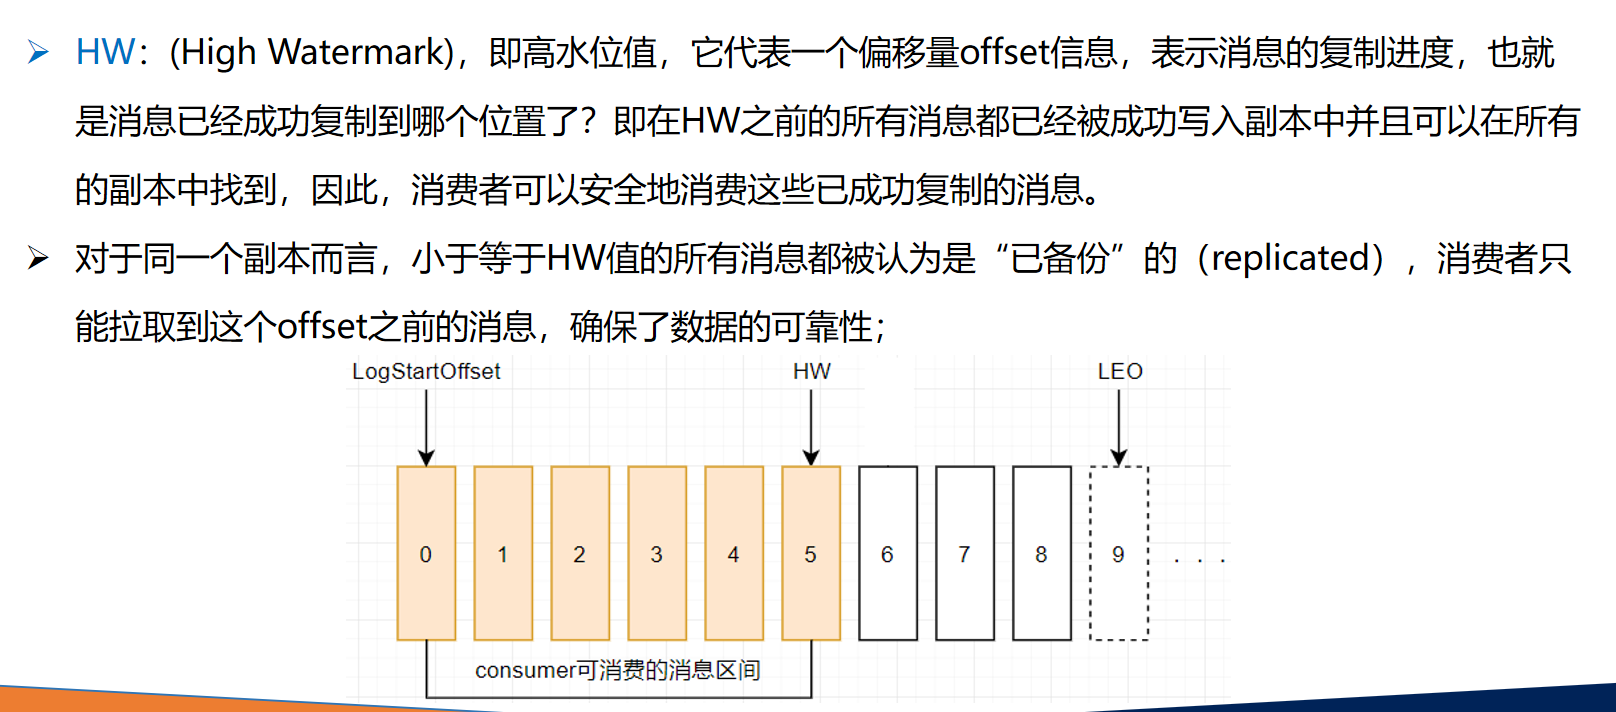 HW：(High Watermark)，即高水位值，它代表一个偏移量offset信息，表示消息的复制进度，也就
是消息已经成功复制到哪个位置了？即在HW之前的所有消息都已经被成功写入副本中并且可以在所有
的副本中找到，因此，消费者可以安全地消费这些已成功复制的消息。
对于同一个副本而言，小于等于HW值的所有消息都被认为是“已备份”的（replicated），消费者只
能拉取到这个offset之前的消息，确保了数据的可靠性；
LogStartOffset HW LEO
0 1 2 3 4 5 6 7 8 9 . . .
consumer可消费的消息区间